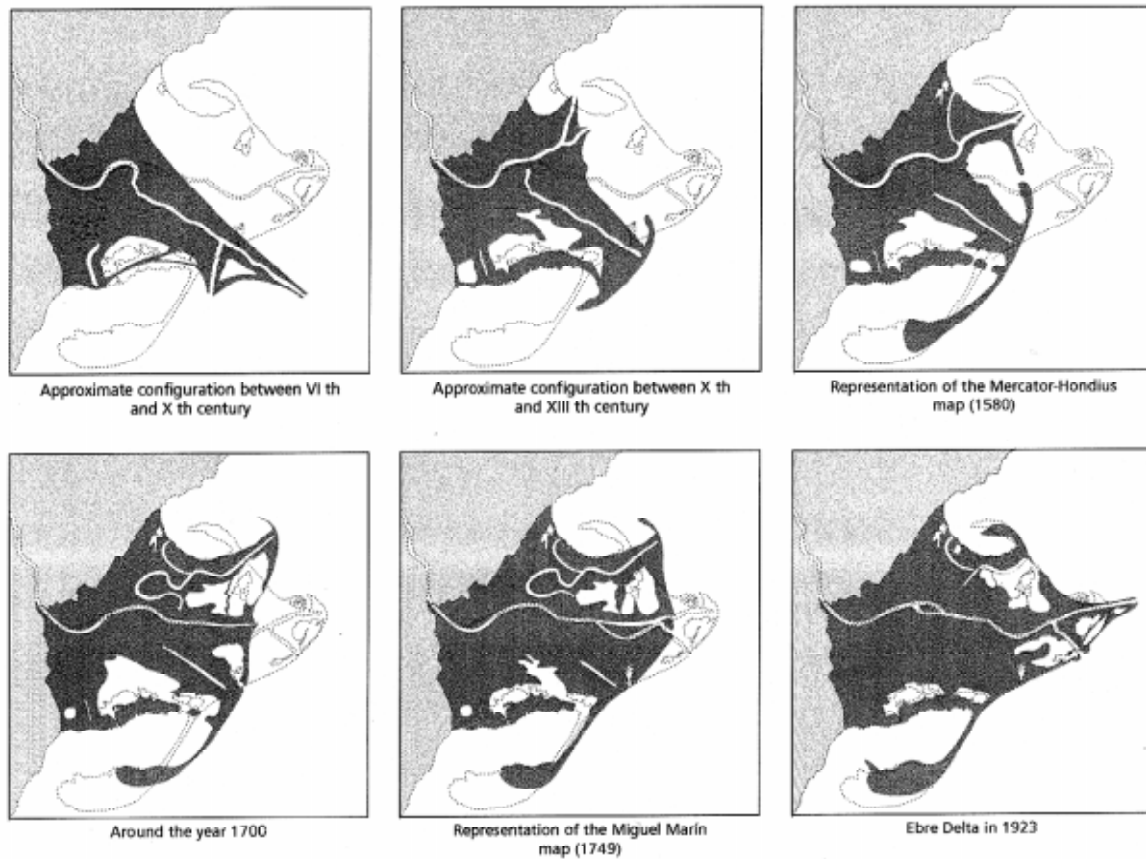 Approximate configuration between VI th
and X th century
Approximate configuration between X th
and XIII th century
Representation of the Mercator-Hondius
map (1580)
Around the year 1700
Representation of the Miguel Marín
map (1749)
Ebre Delta in 1923